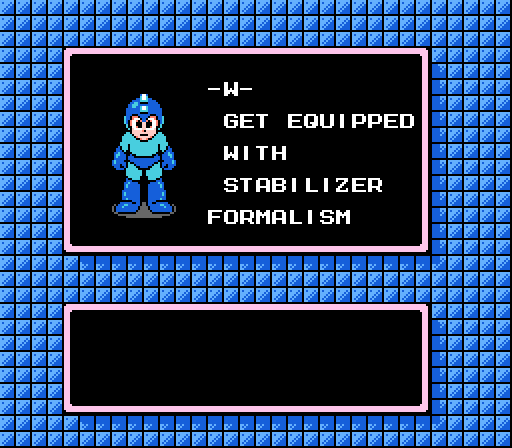 -W-
GET EQUIPPED
WITH
STABILIZER
FORMALISM